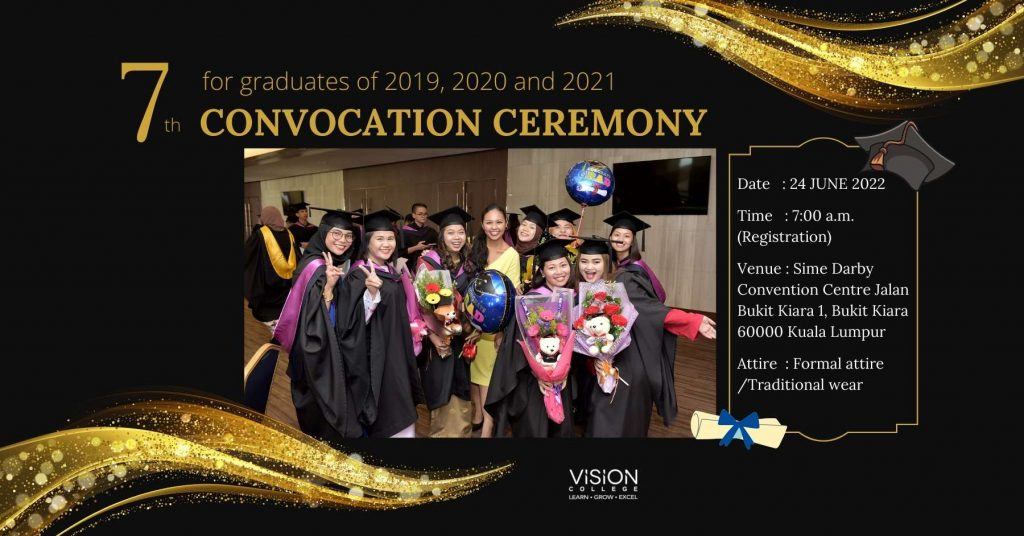 7th
for graduates of 2019, 2020 and 2021
CONVOCATION CEREMONY
Date : 24 JUNE 2022
Time : 7:00 a.m.
(Registration)
Venue : Sime Darby
Convention Centre Jalan
Bukit Kiara 1, Bukit Kiara
60000 Kuala Lumpur
Attire : Formal attire
/Traditional wear
ViSiON
COLLEGE
LEARN • GROW • EXCEL